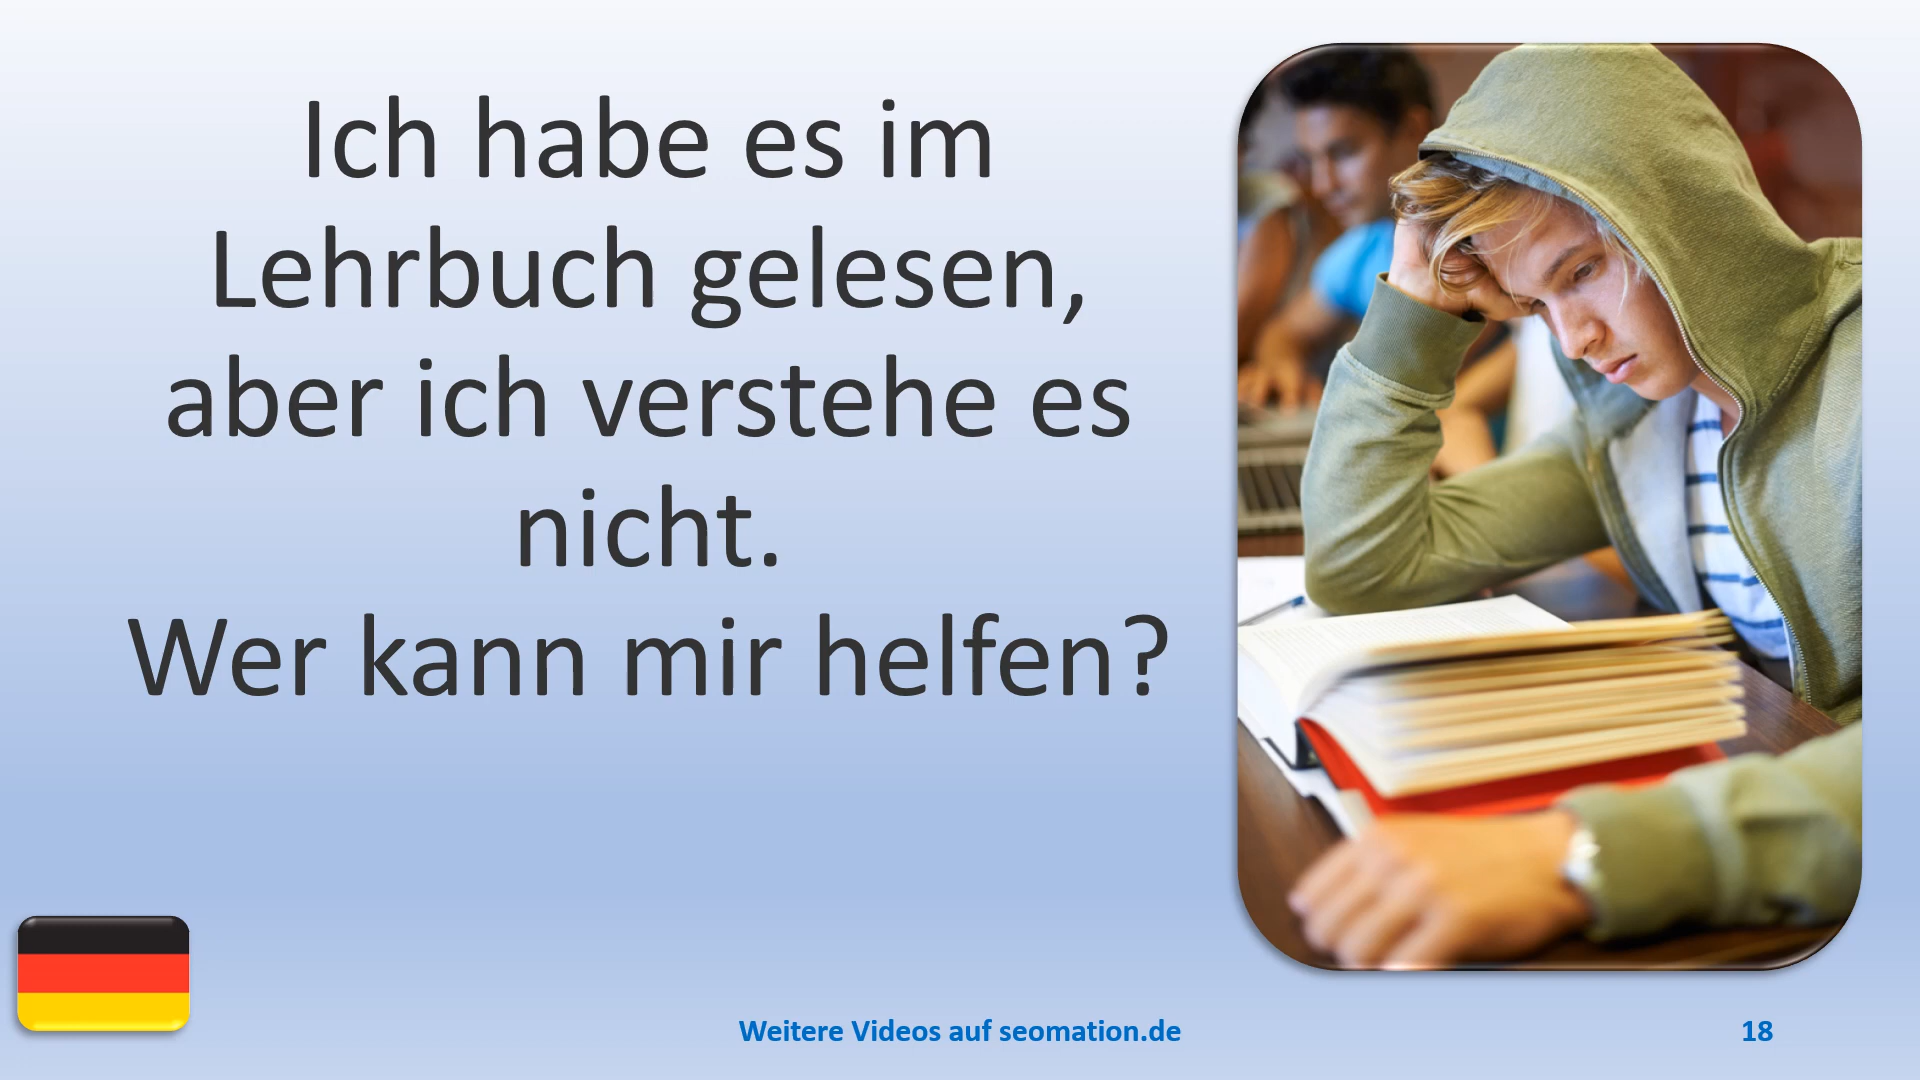 Ich habe es im
Lehrbuch gelesen,
aber ich verstehe es
nicht.
Wer kann mir helfen?
Weitere Videos auf seomation.de
18